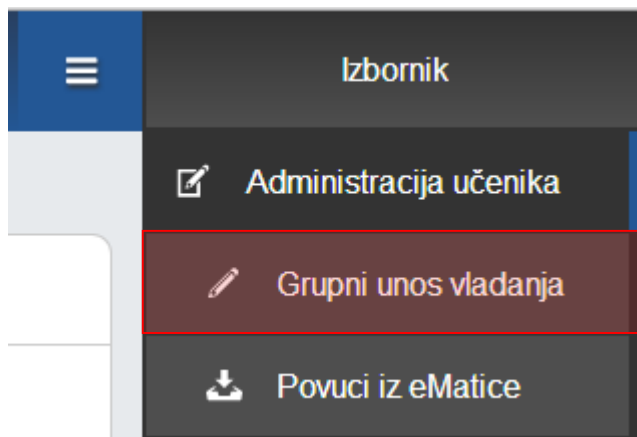 Izbornik
Administracija učenika
Grupni unos vladanja
Povuci iz eMatice